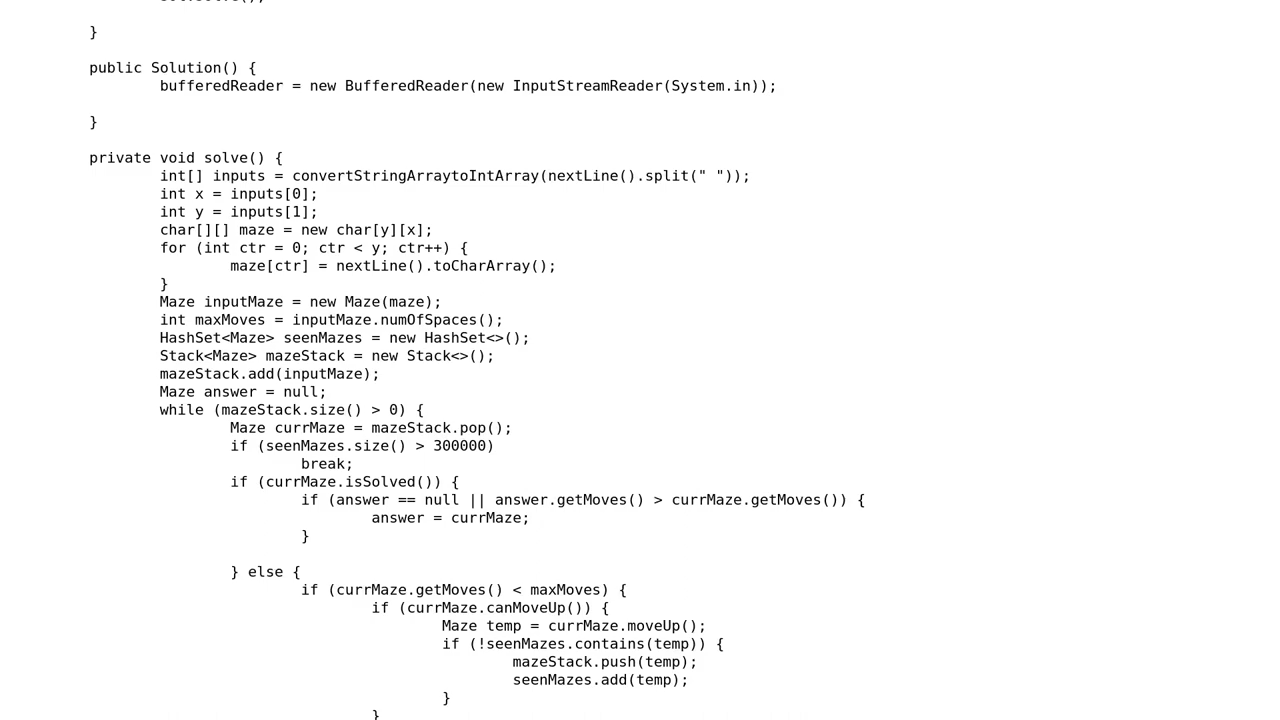 }
public Solution() {
bufferedReader = new BufferedReader(new InputStreamReader(System.in));
}
private void solve() {
int[] inputs = convertStringArraytoIntArray(nextLine().split(" "));
int x = inputs[0];
int y = inputs[1];
char[][] maze = new char[y][x];
for (int ctr = 0; ctr < y; ctr++) {
maze[ctr] = nextLine().toCharArray();
}
Maze inputMaze = new Maze(maze);
int maxMoves = inputMaze.numOfSpaces();
HashSet<Maze> seenMazes = new HashSet<>();
Stack<Maze> mazeStack = new Stack<>();
mazeStack.add(inputMaze);
Maze answer = null;
while (mazeStack.size() > 0) {
Maze currMaze = mazeStack.pop();
if (seenMazes.size() > 300000)
break;
if (currMaze.isSolved()) {
if (answer == null || answer.getMoves() > currMaze.getMoves()) {
answer = currMaze;
}
} else {
if (currMaze.getMoves() < maxMoves) {
if (currMaze.canMoveUp()) {
Maze temp = currMaze.moveUp();
if (!seenMazes.contains(temp)) {
mazeStack.push(temp);
seenMazes.add(temp);
}
}